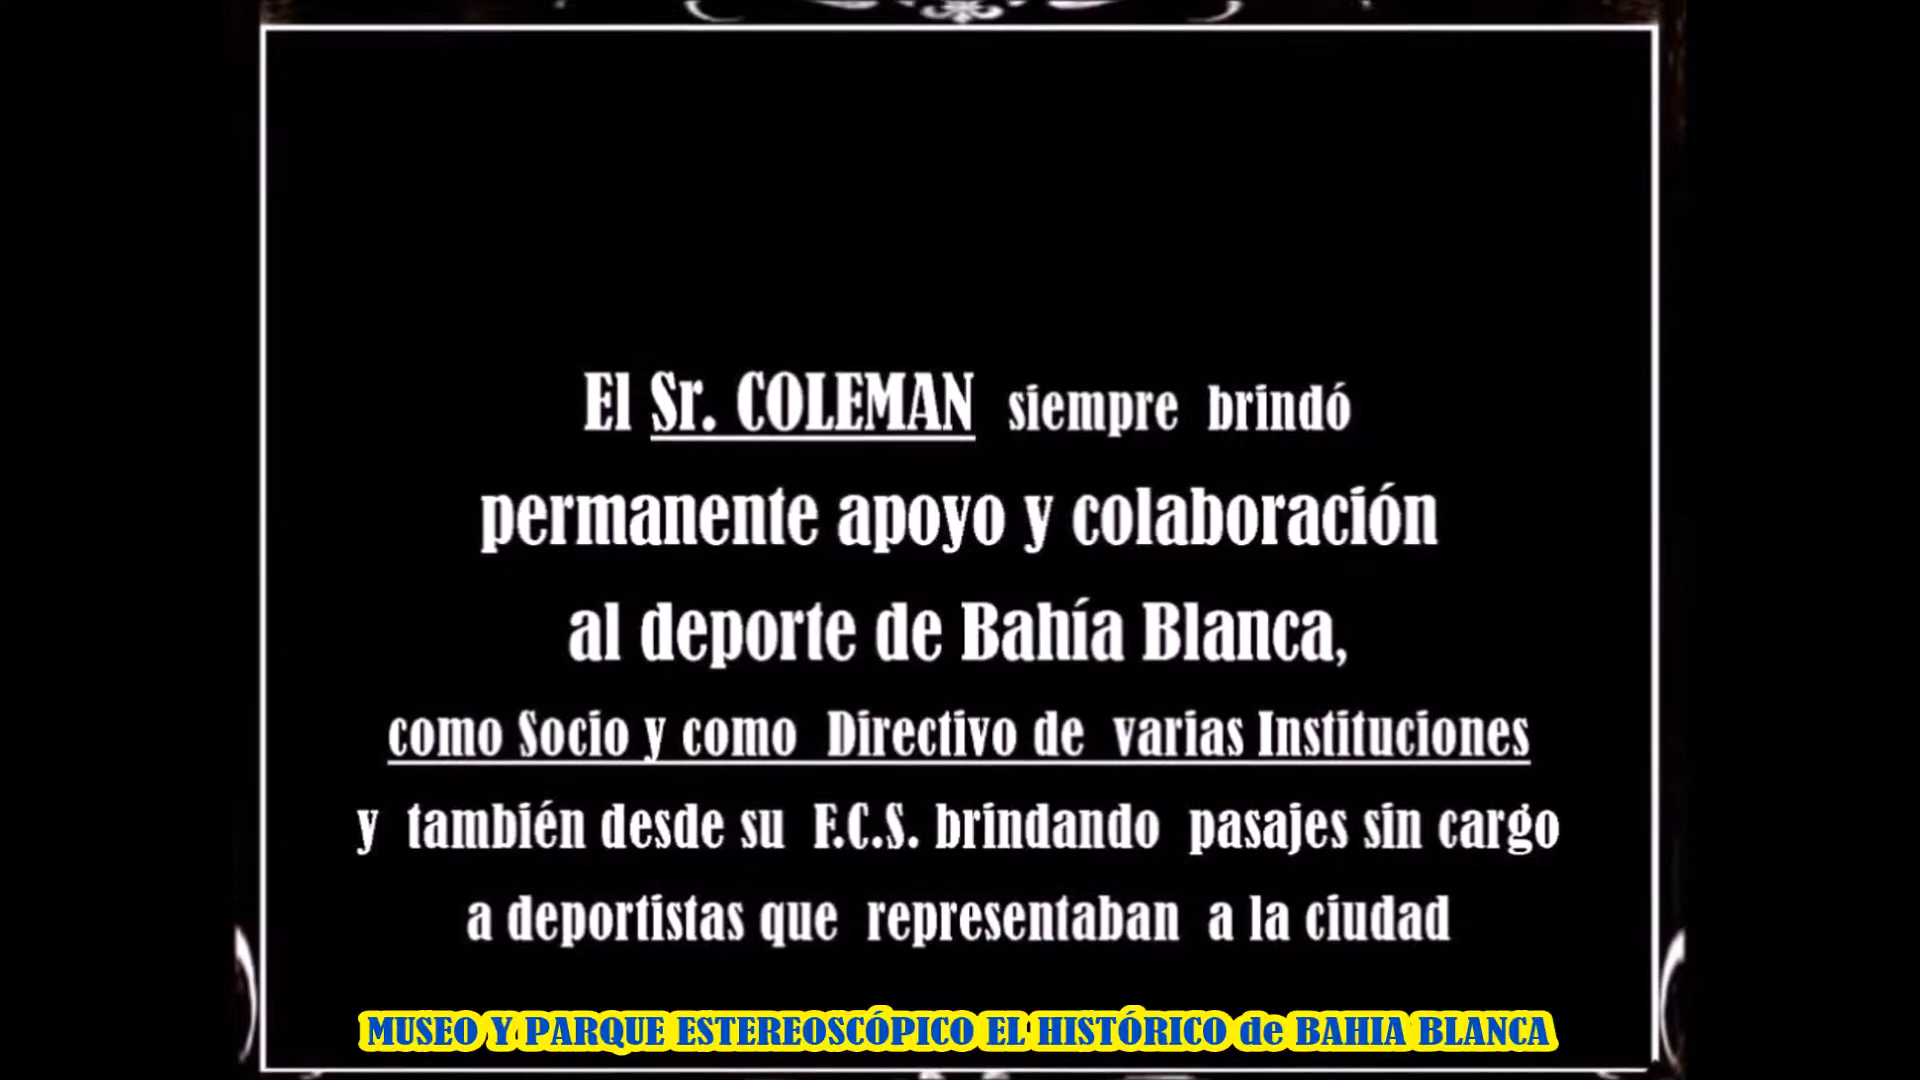 El Sr. COLEMAN siempre brindó
permanente apoyo y colaboración
al deporte de Bahía Blanca,
como Socio y como Directivo de varias Instituciones
y también desde su F.C.S. brindando pasajes sin cargo
a deportistas que representaban a la ciudad
MUSEO Y PARQUE ESTEREOSCÓPICO EL HISTÓRICO de BAHIA BLANCA